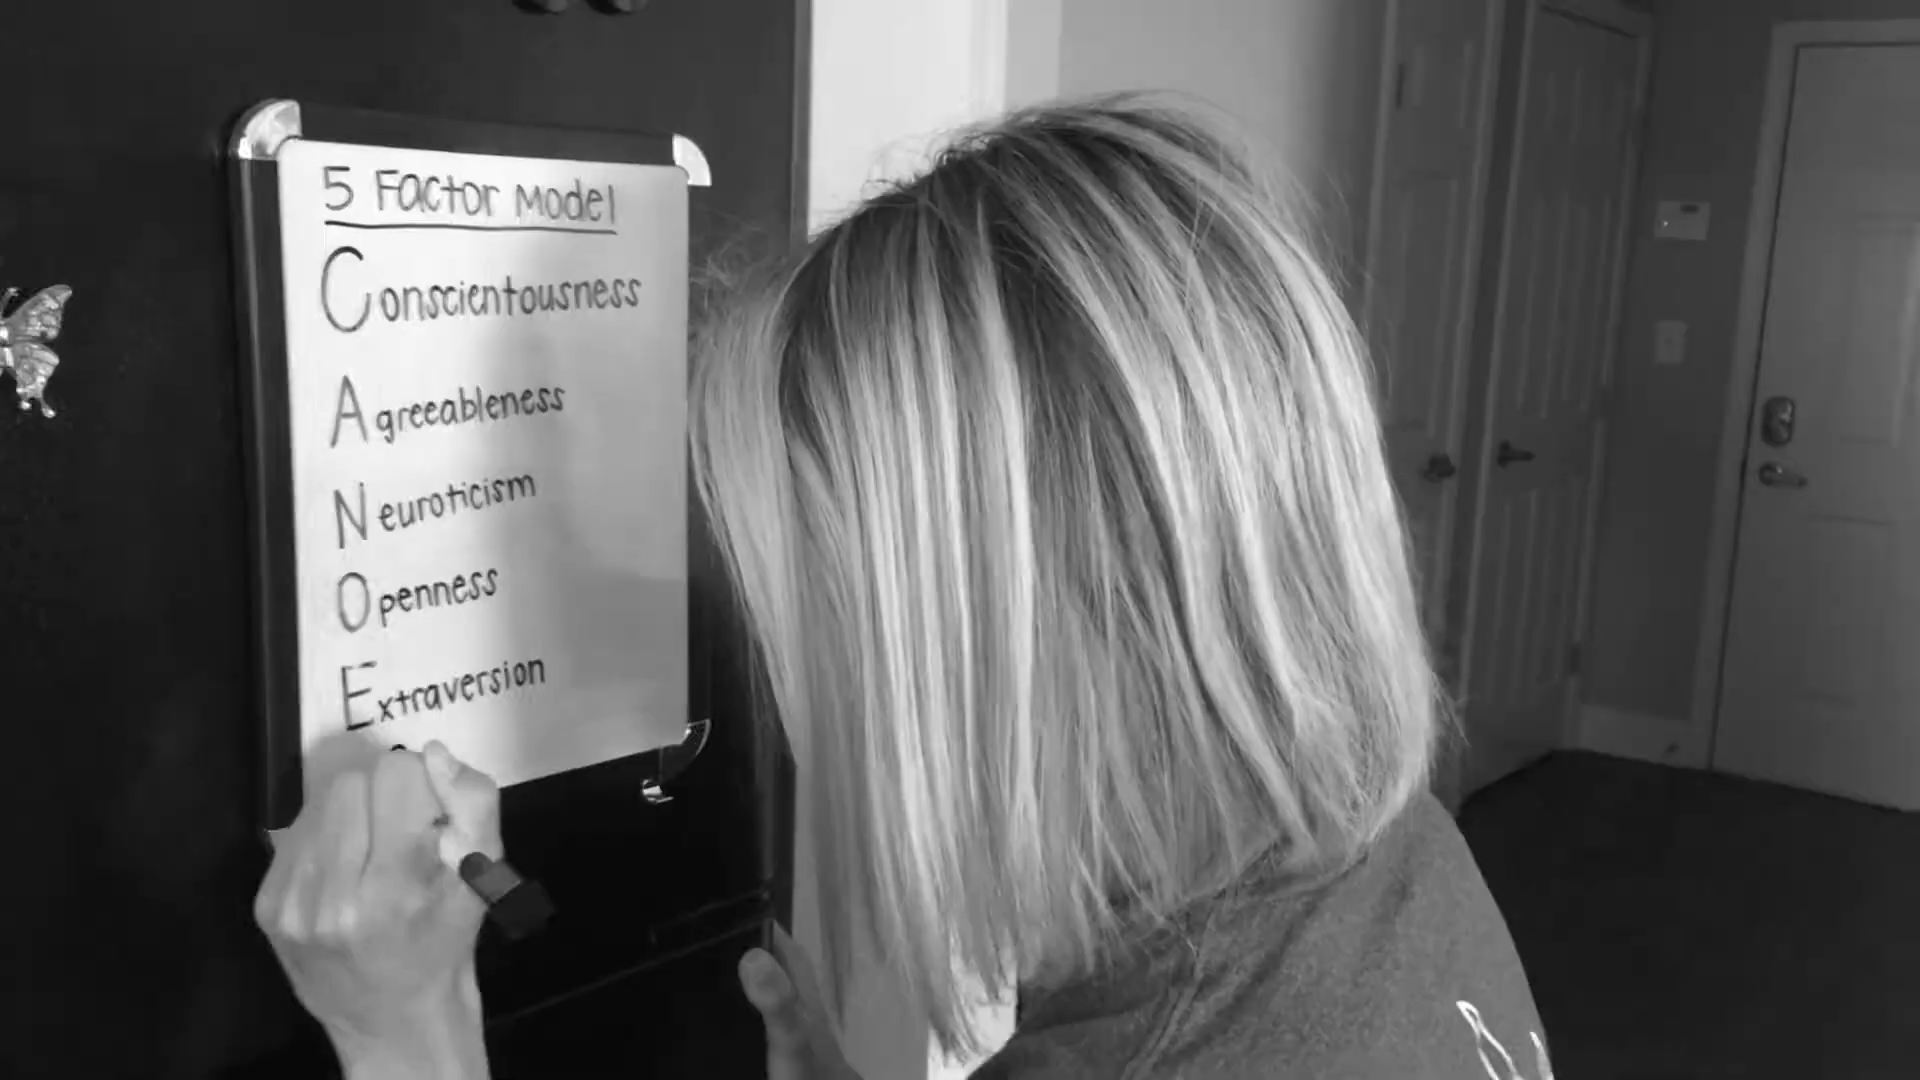 5 Factor Model
Conscientousness
Agreeableness
Neuroticism
Openness
Extraversion